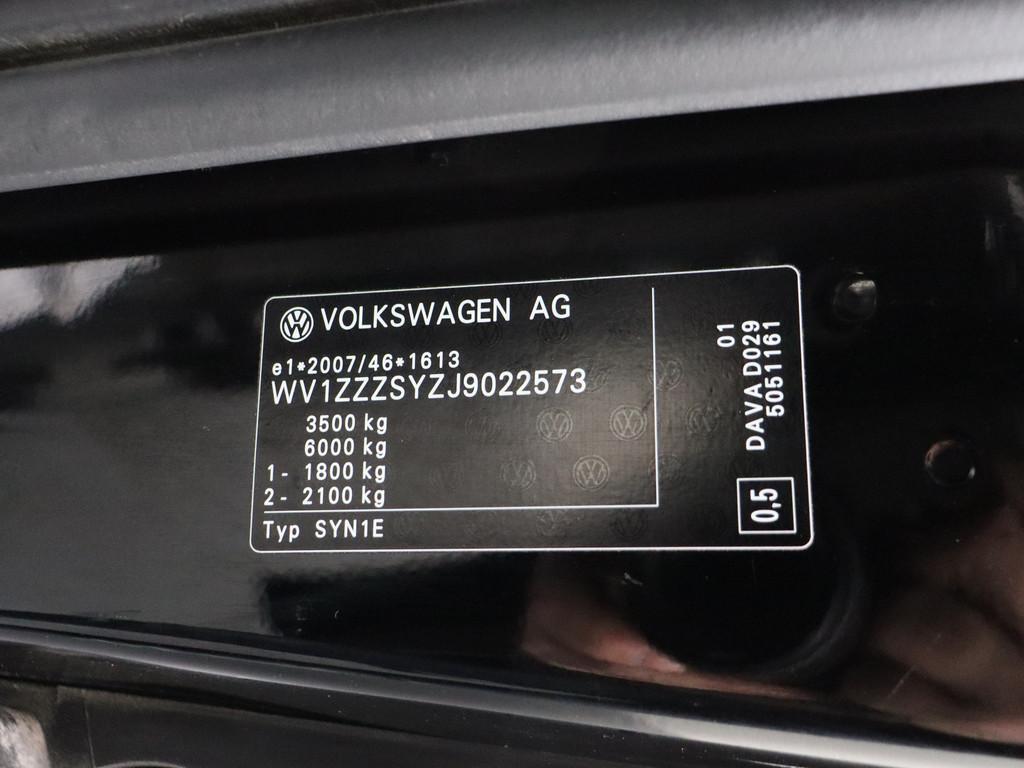 VOLKSWAGEN AG
e1*2007/46*1613
WV1ZZZSYZJ9022573
3500 kg
6000 kg
1- 1800 kg
2- 2100 kg
Typ SYN1E
01
DAVA D029
5051161
0,5